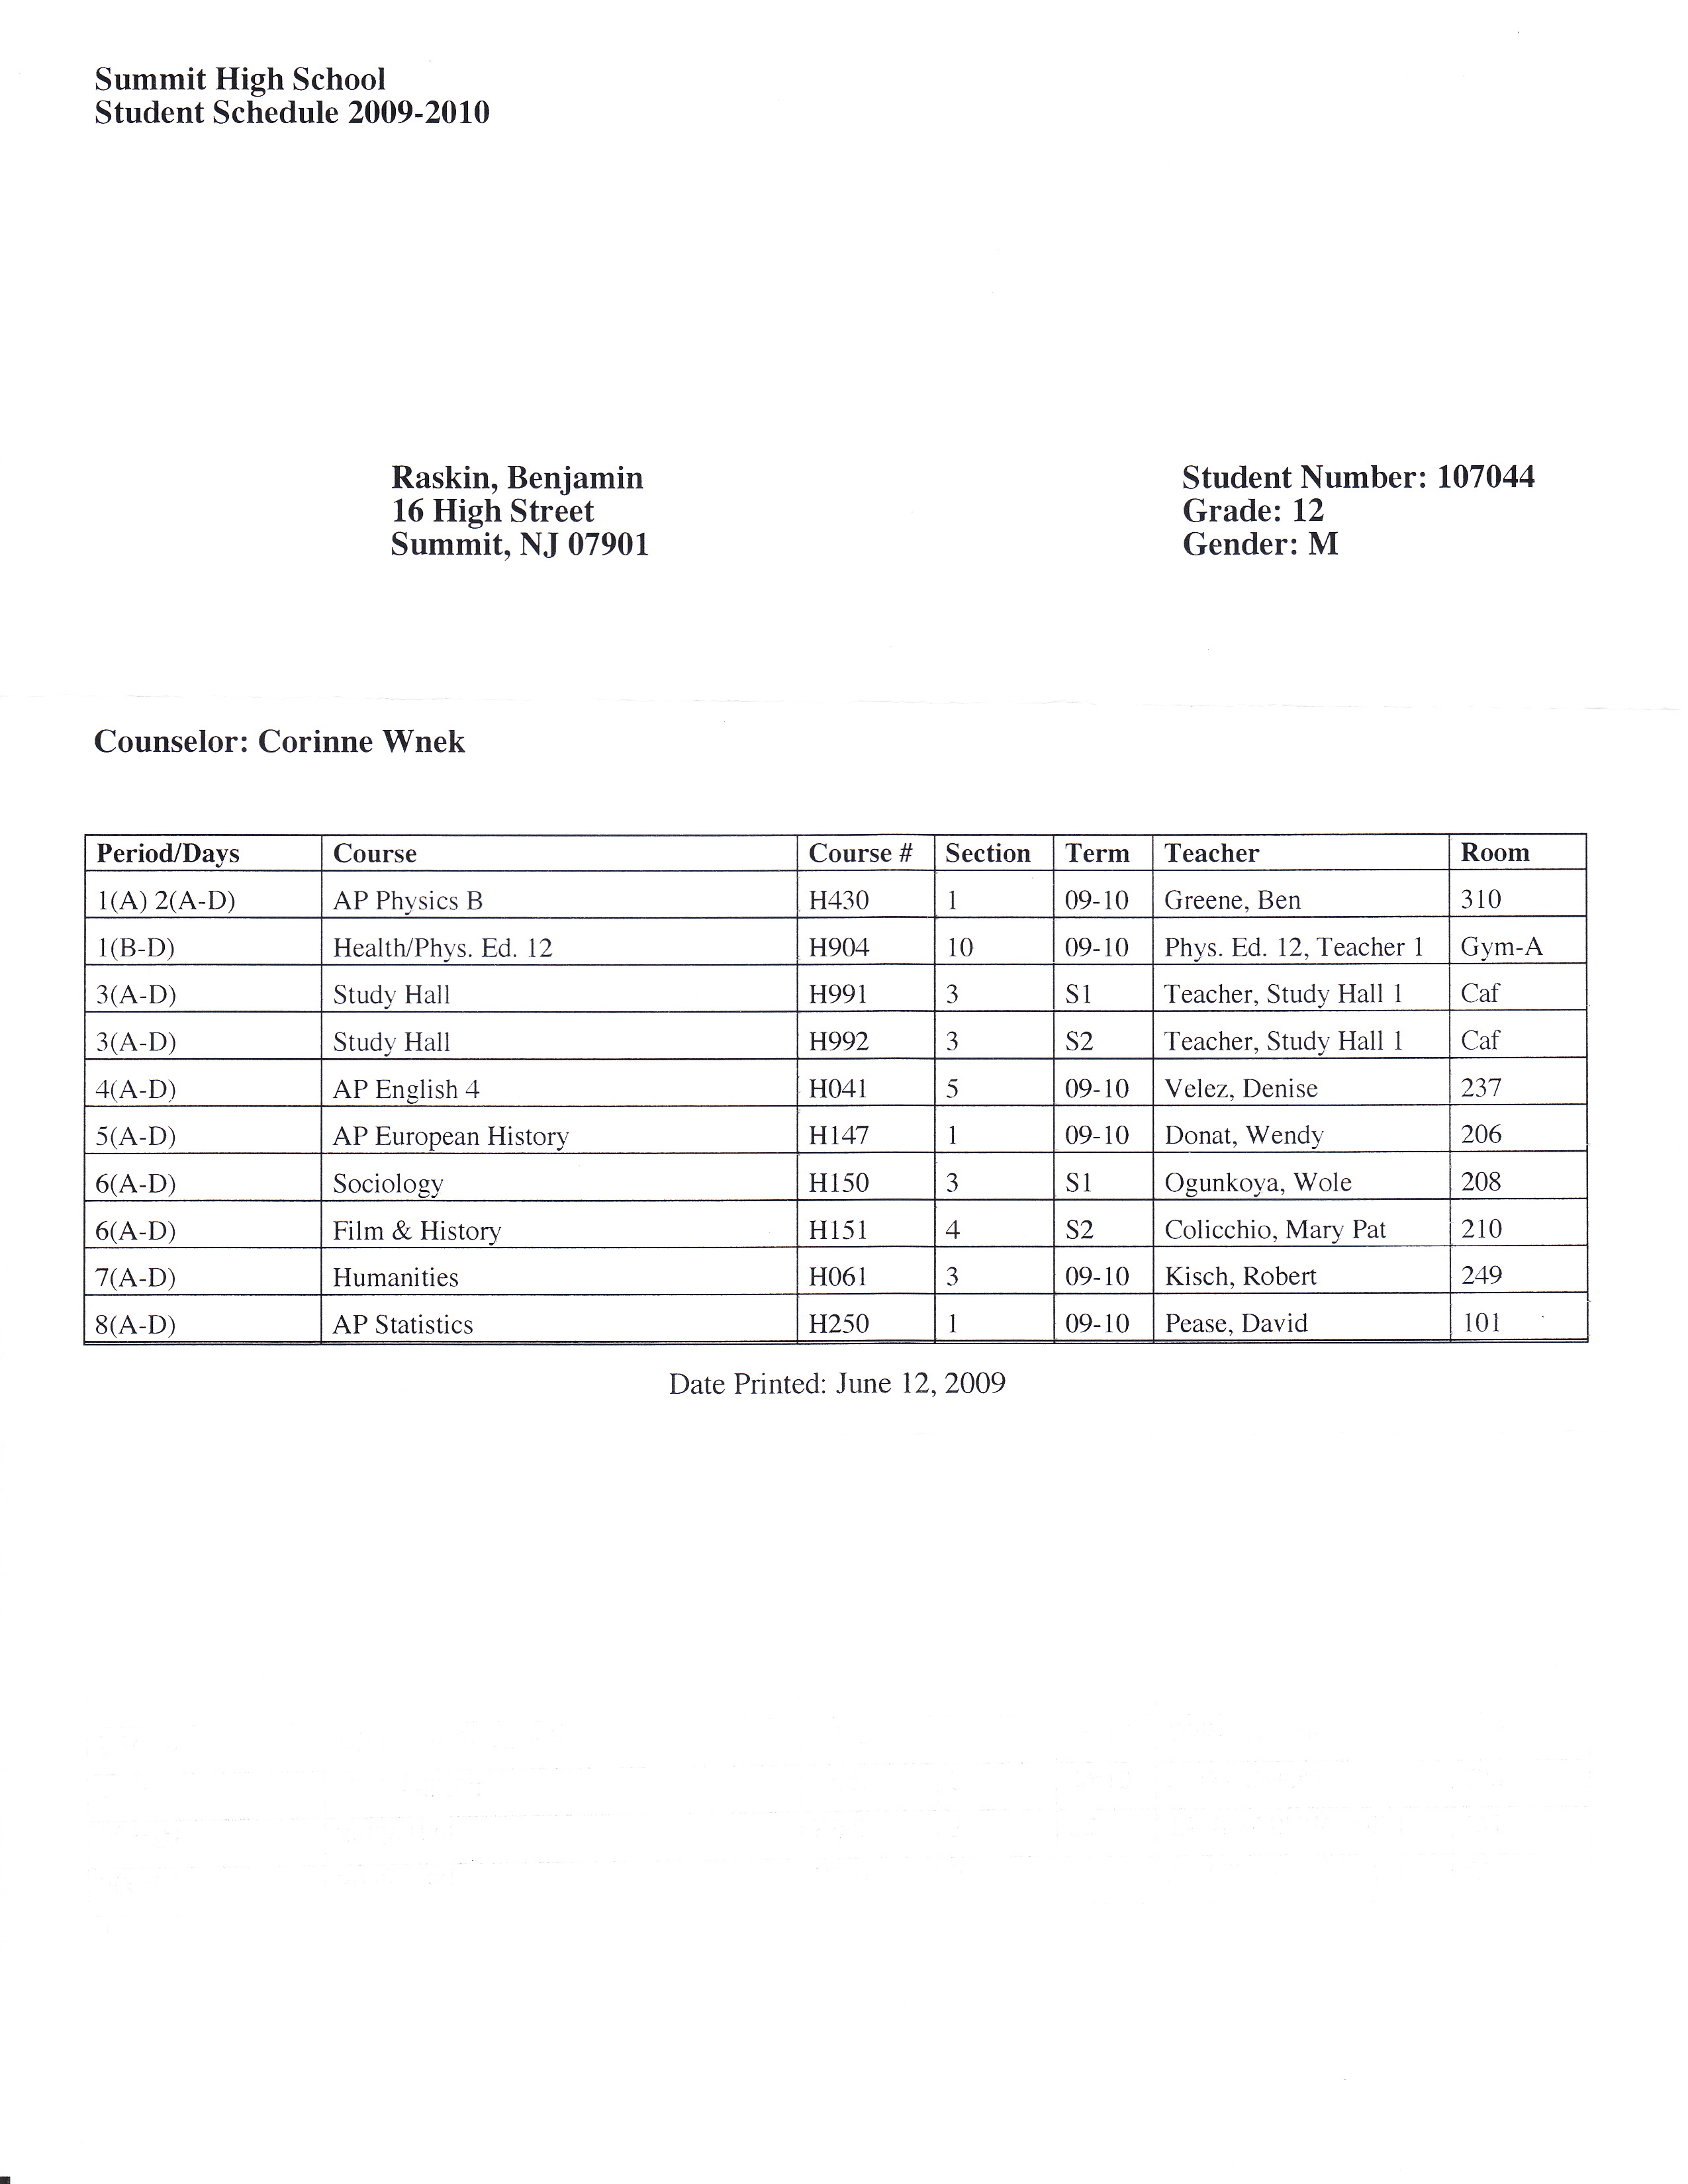 Summit High School
Student Schedule 2009-2010
Raskin, Benjamin Student Number: 107044
16 High Street Grade: 12
Summit, NJ 07901 Gender: M
Counselor: Corinne Wnek
Period/Days Course Course # Section Term Teacher Room
1(A) 2(A-D) AP Physics B H430 1 09-10 Greene, Ben 310
1(B-D) Health/Phys. Ed. 12 H904 10 09-10 Phys. Ed. 12, Teacher 1 Gym-A
3(A-D) Study Hall H991 3 S1 Teacher, Study Hall 1 Caf
3(A-D) Study Hall H992 3 S2 Teacher, Study Hall 1 Caf
4(A-D) AP English 4 H041 5 09-10 Velez, Denise 237
5(A-D) AP European History H147 1 09-10 Donat, Wendy 206
6(A-D) Sociology H150 3 S1 Ogunkoya, Wole 208
6(A-D) Film & History H151 4 S2 Colicchio, Mary Pat 210
7(A-D) Humanities H061 3 09-10 Kisch, Robert 249
8(A-D) AP Statistics H250 1 09-10 Pease, David 101
Date Printed: June 12, 2009